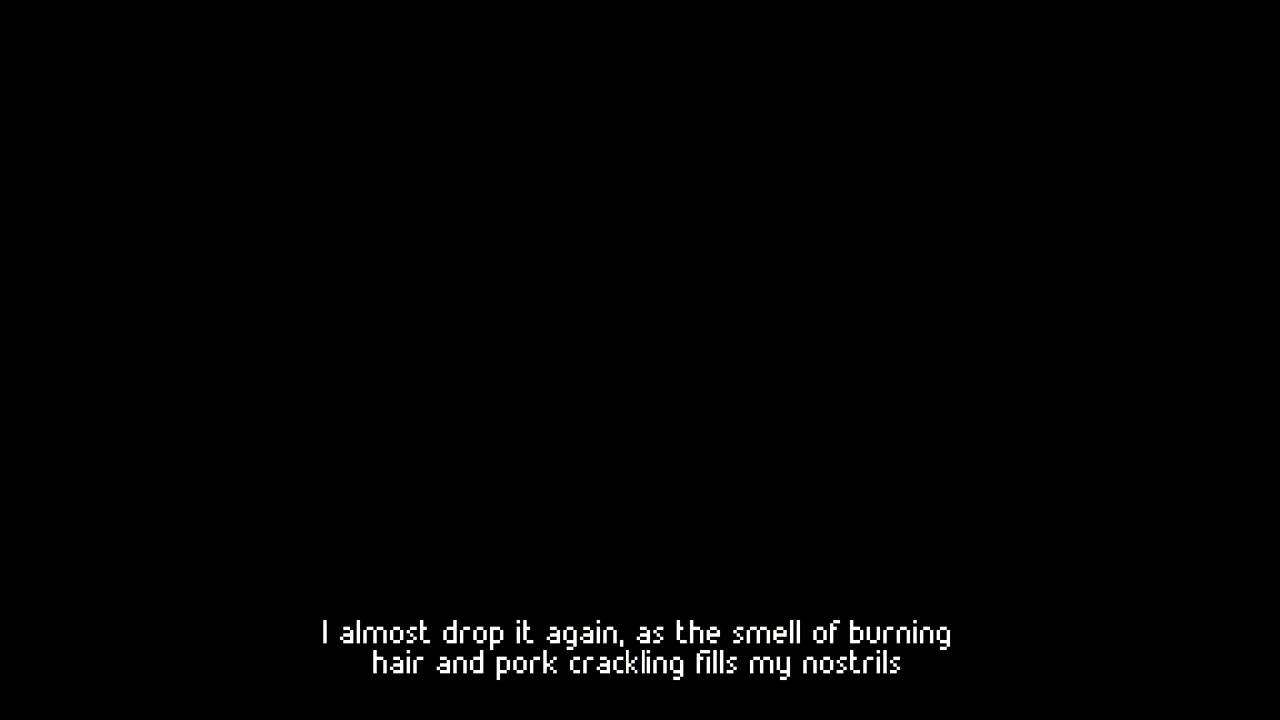 I almost drop it again, as the smell of burning
hair and pork crackling fills my nostrils